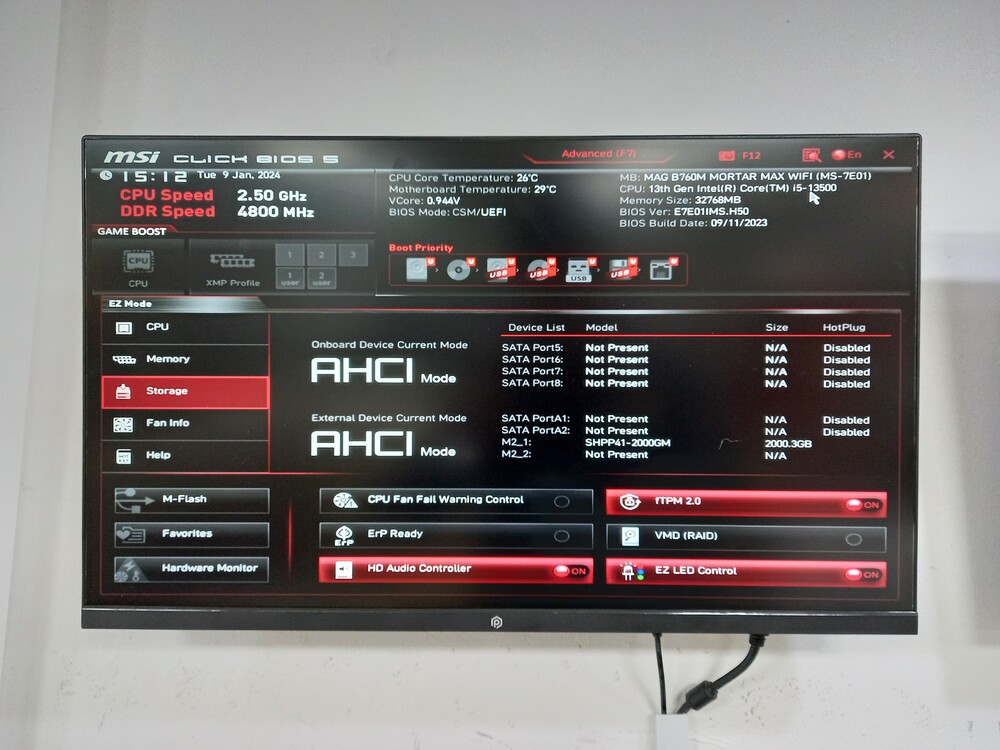 msi CLICK BIOS 5
Advanced (F7)
F12
En
X
15:12 Tue 9 Jan, 2024
CPU Speed 2.50 GHz
DDR Speed 4800 MHz
CPU Core Temperature: 26°C
Motherboard Temperature: 29°C
VCore: 0.944V
BIOS Mode: CSM/UEFI
MB: MAG B760M MORTAR MAX WIFI (MS-7E01)
CPU: 13th Gen Intel(R) Core(TM) i5-13500
Memory Size: 32768MB
BIOS Ver: E7E01IMS.H50
BIOS Build Date: 09/11/2023
GAME BOOST
CPU
CPU
XMP Profile
1 2 3
1 user 2 user
Boot Priority
U U USB U USB U USB U USB U U
EZ Mode
CPU
Memory
Storage
Fan Info
Help
Onboard Device Current Mode
AHCI Mode
External Device Current Mode
AHCI Mode
Device List Model Size HotPlug
SATA Port5: Not Present N/A Disabled
SATA Port6: Not Present N/A Disabled
SATA Port7: Not Present N/A Disabled
SATA Port8: Not Present N/A Disabled
SATA PortA1: Not Present N/A Disabled
SATA PortA2: Not Present N/A Disabled
M2_1: SHPP41-2000GM 2000.3GB
M2_2: Not Present N/A
M-Flash
Favorites
Hardware Monitor
CPU Fan Fail Warning Control
ErP ErP Ready
HD Audio Controller ON
fTPM 2.0 ON
VMD (RAID)
EZ LED Control ON